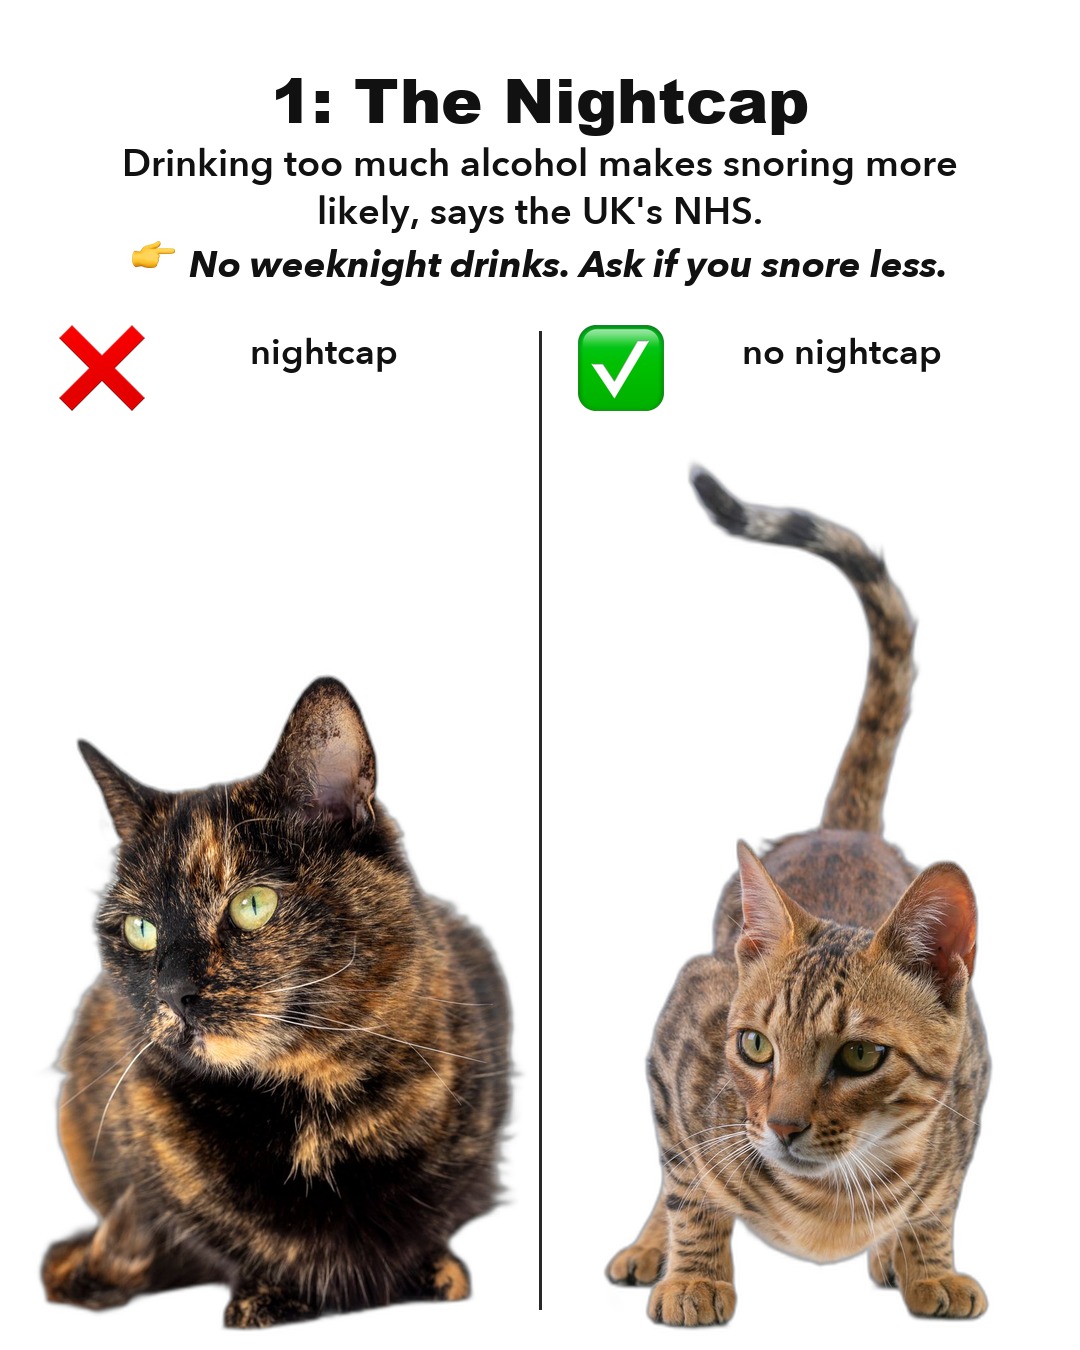 1: The Nightcap
Drinking too much alcohol makes snoring more
likely, says the UK's NHS.
👉 No weeknight drinks. Ask if you snore less.
❌ nightcap
✅ no nightcap